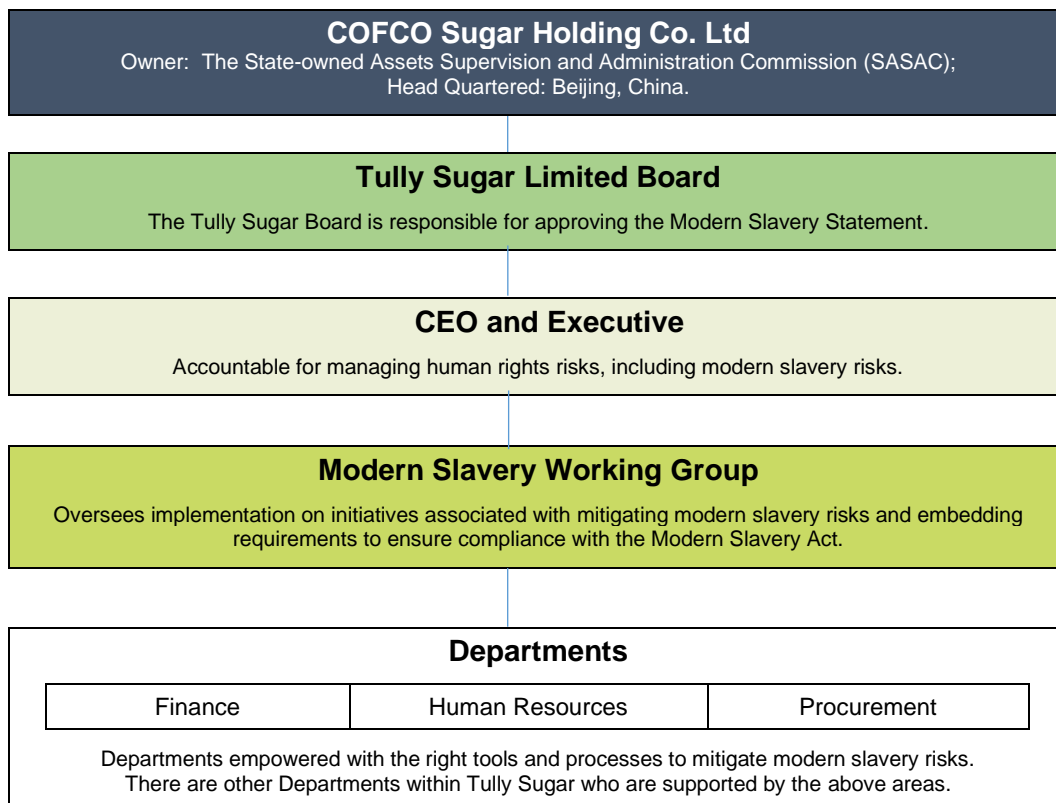 COFCO Sugar Holding Co. Ltd
Owner: The State-owned Assets Supervision and Administration Commission (SASAC);
Head Quartered: Beijing, China.
Tully Sugar Limited Board
The Tully Sugar Board is responsible for approving the Modern Slavery Statement.
CEO and Executive
Accountable for managing human rights risks, including modern slavery risks.
Modern Slavery Working Group
Oversees implementation on initiatives associated with mitigating modern slavery risks and embedding
requirements to ensure compliance with the Modern Slavery Act.
Departments
Finance Human Resources Procurement
Departments empowered with the right tools and processes to mitigate modern slavery risks.
There are other Departments within Tully Sugar who are supported by the above areas.